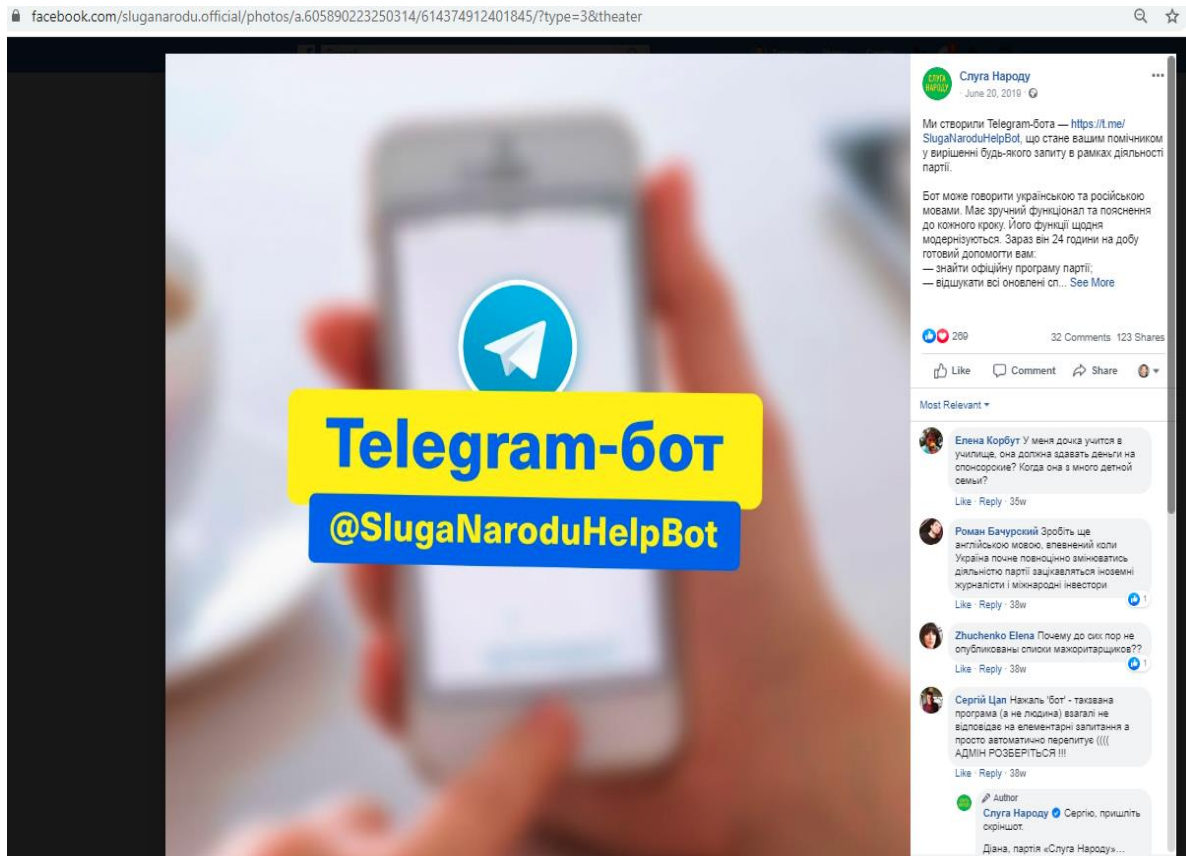 facebook.com/sluganarodu.official/photos/a.605890223250314/614374912401845/?type=3&theater
Telegram-бот
@SlugaNaroduHelpBot
СЛУГА
НАРОДУ
Слуга Народу
June 20, 2019
Ми створили Telegram-бота — https://t.me/
SlugaNaroduHelpBot, що стане вашим помічником
у вирішенні будь-якого запиту в рамках діяльності
партії.
Бот може говорити українською та російською
мовами. Має зручний функціонал та пояснення
до кожного кроку. Його функції щодня
модернізуються. Зараз він 24 години на добу
готовий допомогти вам:
— знайти офіційну програму партії;
— відшукати всі оновлені сп... See More
269
32 Comments 123 Shares
Like Comment Share
Most Relevant
Елена Корбут У меня дочка учится в
училище, она должна здавать деньги на
спонсорские? Когда она з много детной
семьи?
Like · Reply · 35w
Роман Бачурский Зробіть ще
англійською мовою, впевнений коли
Україна почне повноцінно змінюватись
діяльністю партії зацікавляться іноземні
журналісти і міжнародні інвестори
1
Like · Reply · 38w
Zhuchenko Elena Почему до сих пор не
опубликованы списки мажоритарщиков??
1
Like · Reply · 38w
Сергій Цап Нажаль 'бот' - таквана
програма (а не людина) взагалі не
відповідає на елементарні запитання а
просто автоматично перепитує ((((
АДМІН РОЗБЕРІТЬСЯ !!!
Like · Reply · 38w
Author
Слуга Народу Сергію, пришліть
скріншот.
Діана, партія «Слуга Народу»...